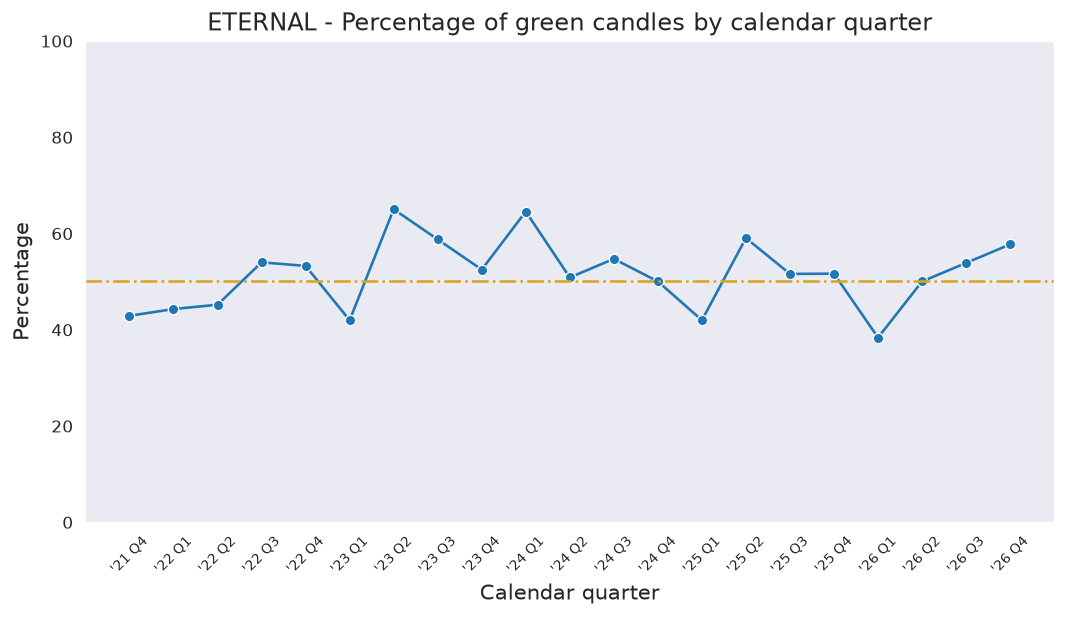 ETERNAL - Percentage of green candles by calendar quarter
100
80
60
40
20
0
Percentage
'21 Q4
'22 Q1
'22 Q2
'22 Q3
'22 Q4
'23 Q1
'23 Q2
'23 Q3
'23 Q4
'24 Q1
'24 Q2
'24 Q3
'24 Q4
'25 Q1
'25 Q2
'25 Q3
'25 Q4
'26 Q1
'26 Q2
'26 Q3
'26 Q4
Calendar quarter